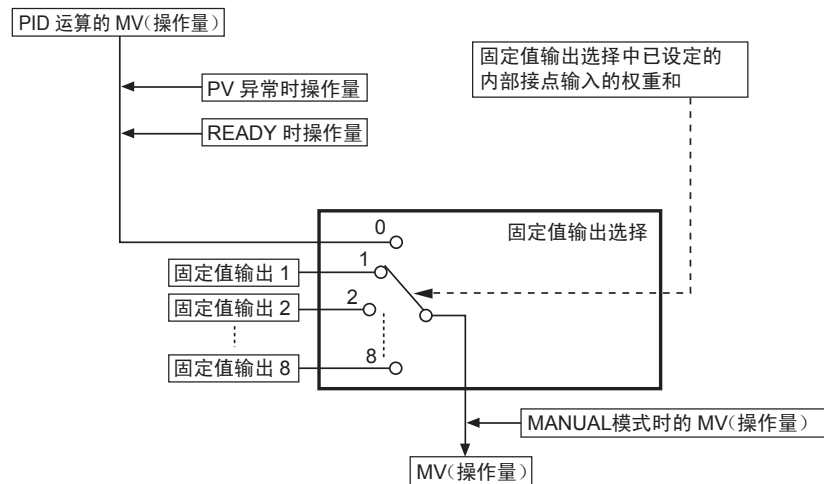 PID 运算的 MV(操作量)
固定值输出选择中已设定的
内部接点输入的权重和
PV 异常时操作量
READY 时操作量
0
固定值输出选择
1
固定值输出 1
2
固定值输出 2
8
固定值输出 8
MANUAL模式时的 MV(操作量)
MV(操作量)